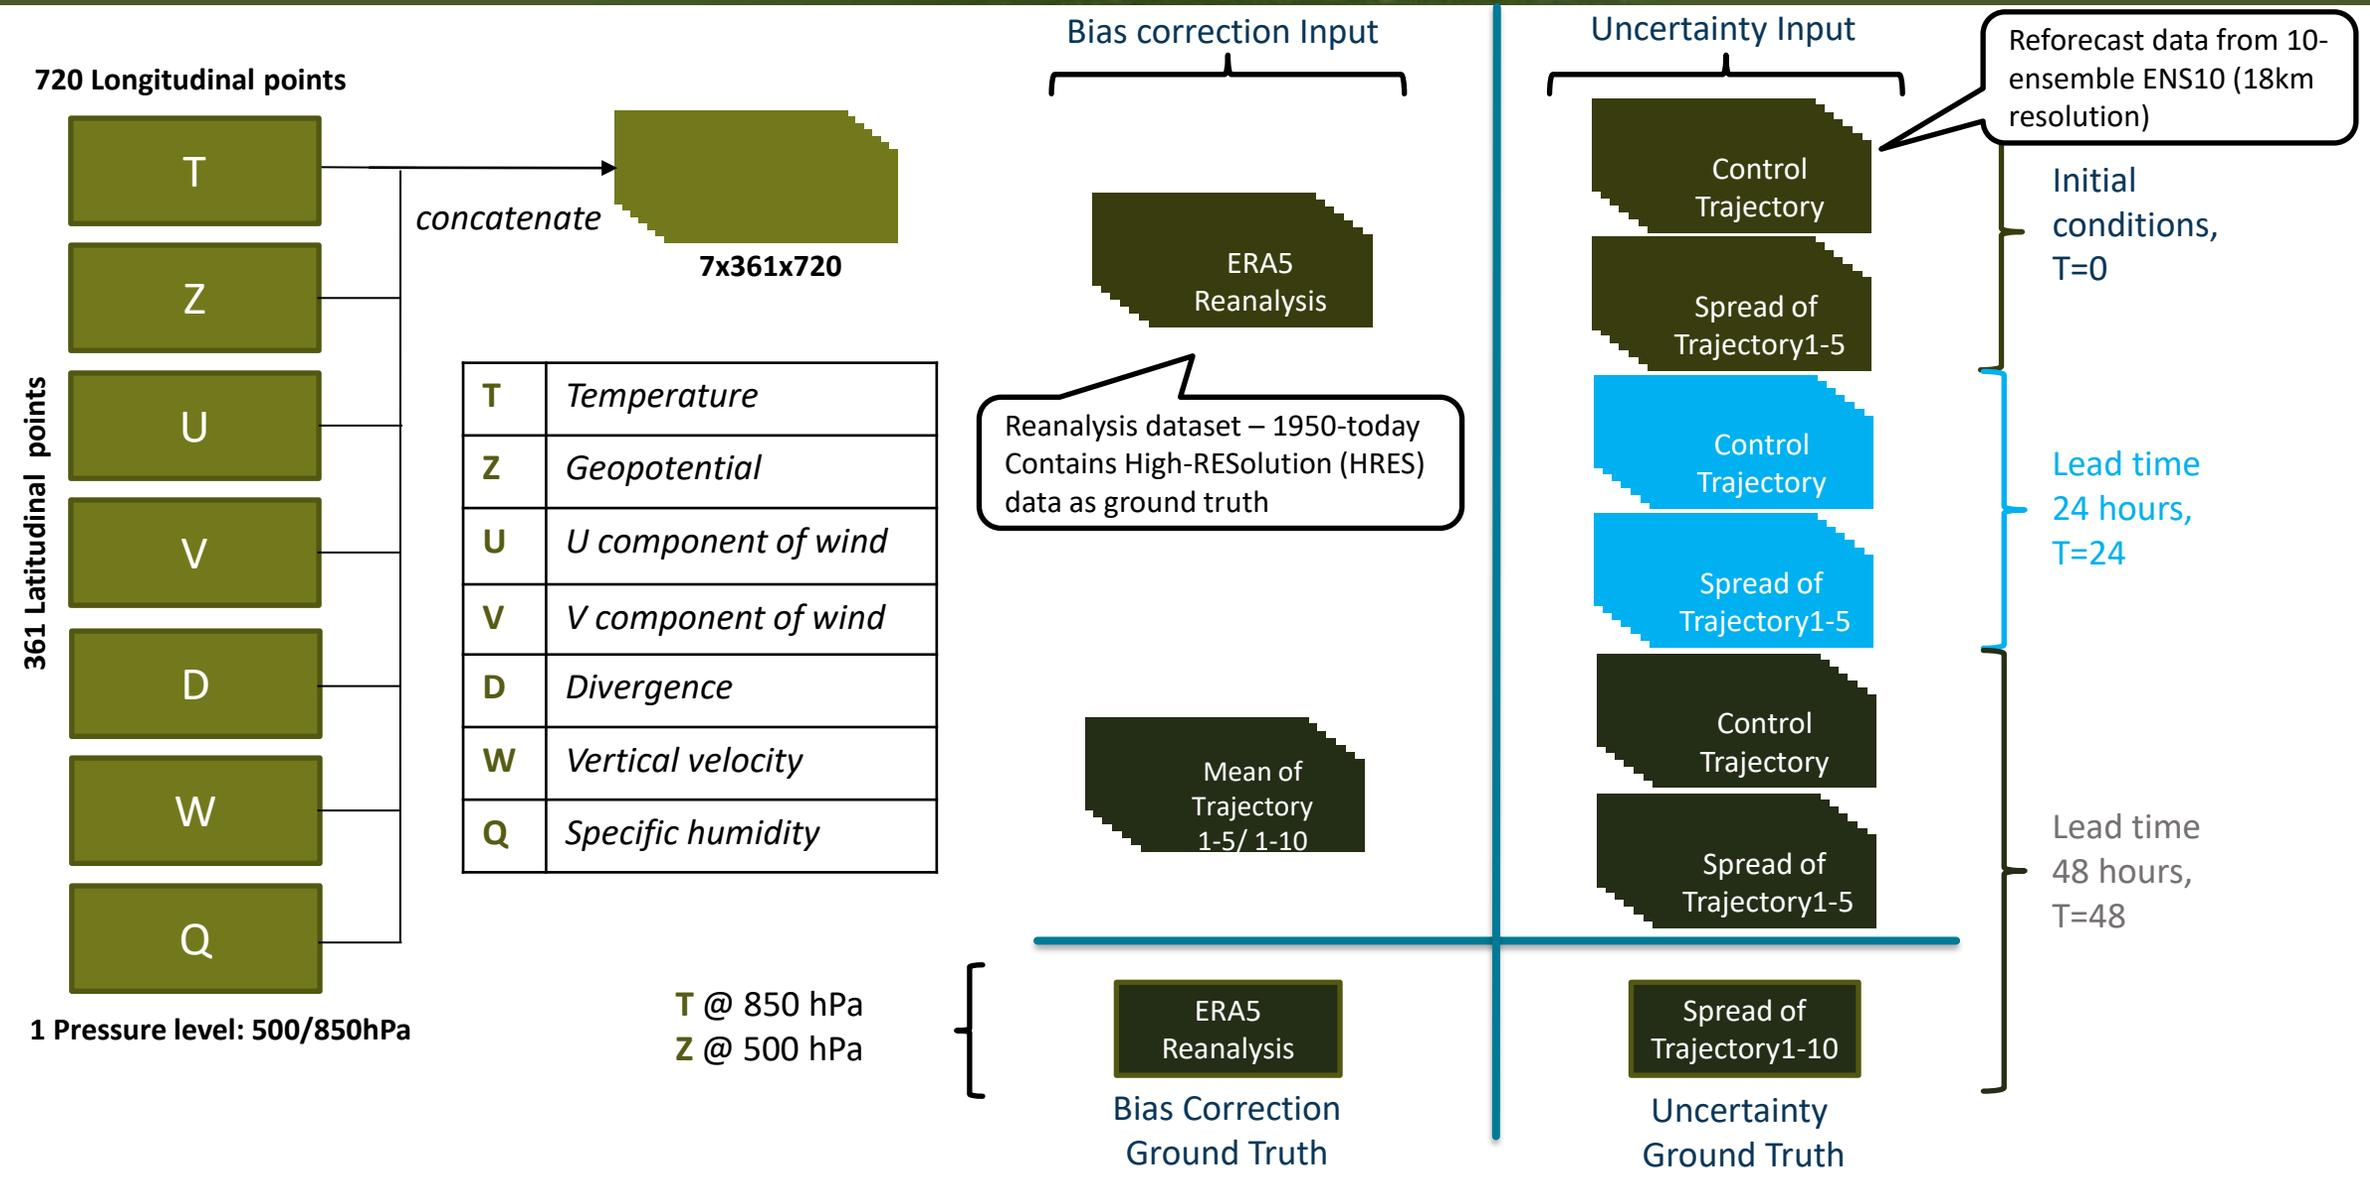 720 Longitudinal points
361 Latitudinal points
T
Z
U
V
D
W
Q
1 Pressure level: 500/850hPa
concatenate
7x361x720
T Temperature
Z Geopotential
U U component of wind
V V component of wind
D Divergence
W Vertical velocity
Q Specific humidity
T @ 850 hPa
Z @ 500 hPa
Bias correction Input
ERA5
Reanalysis
Reanalysis dataset – 1950-today
Contains High-RESolution (HRES)
data as ground truth
Mean of
Trajectory
1-5/ 1-10
ERA5
Reanalysis
Bias Correction
Ground Truth
Uncertainty Input
Reforecast data from 10-
ensemble ENS10 (18km
resolution)
Control
Trajectory
Spread of
Trajectory1-5
Initial
conditions,
T=0
Control
Trajectory
Spread of
Trajectory1-5
Lead time
24 hours,
T=24
Control
Trajectory
Spread of
Trajectory1-5
Lead time
48 hours,
T=48
Spread of
Trajectory1-10
Uncertainty
Ground Truth